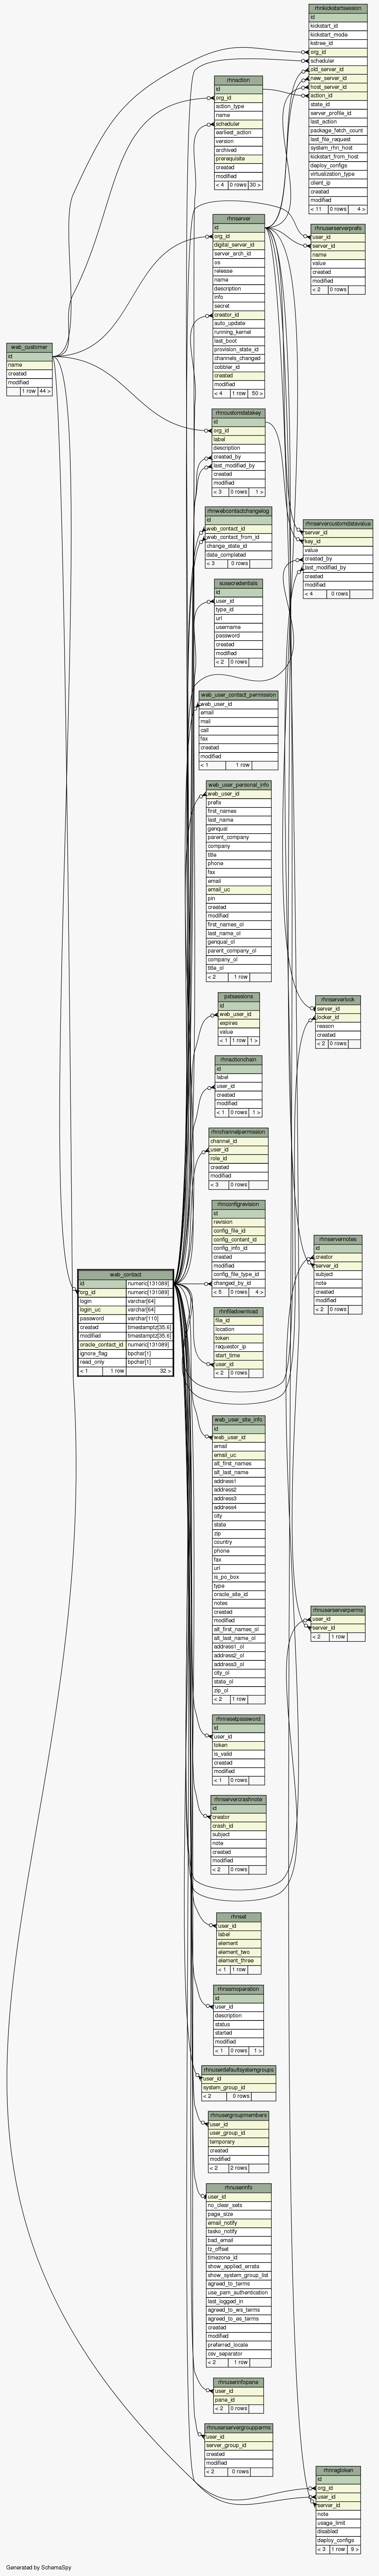 rhnkickstartsession
id
kickstart_id
kickstart_mode
kstree_id
org_id
scheduler
old_server_id
new_server_id
host_server_id
action_id
state_id
server_profile_id
last_action
package_fetch_count
last_file_request
system_rhn_host
kickstart_from_host
deploy_configs
virtualization_type
client_ip
created
modified
< 11 0 rows 4 >
rhnaction
id
org_id
action_type
name
scheduler
earliest_action
version
archived
prerequisite
created
modified
< 4 0 rows 30 >
rhnserver
id
org_id
digital_server_id
server_arch_id
os
release
name
description
info
secret
creator_id
auto_update
running_kernel
last_boot
provision_state_id
channels_changed
cobbler_id
created
modified
< 4 1 row 50 >
rhnuserserverprefs
user_id
server_id
name
value
created
modified
< 2 0 rows
web_customer
id
name
created
modified
1 row 44 >
rhncustomdatakey
id
org_id
label
description
created_by
last_modified_by
created
modified
< 3 0 rows 1 >
rhnwebcontactchangelog
id
web_contact_id
web_contact_from_id
change_state_id
date_completed
< 3 0 rows
rhnservercustomdatavalue
server_id
key_id
value
created_by
last_modified_by
created
modified
< 4 0 rows
susecredentials
id
user_id
type_id
url
username
password
created
modified
< 2 0 rows
web_user_contact_permission
web_user_id
email
mail
call
fax
created
modified
< 1 1 row
web_user_personal_info
web_user_id
prefix
first_names
last_name
genqual
parent_company
company
title
phone
fax
email
email_uc
pin
created
modified
first_names_ol
last_name_ol
genqual_ol
parent_company_ol
company_ol
title_ol
< 2 1 row
pxtsessions
id
web_user_id
expires
value
< 1 1 row 1 >
rhnserverlock
server_id
locker_id
reason
created
< 2 0 rows
rhnactionchain
id
label
user_id
created
modified
< 1 0 rows 1 >
rhnchannelpermission
channel_id
user_id
role_id
created
modified
< 3 0 rows
rhnconfigrevision
id
revision
config_file_id
config_content_id
config_info_id
created
modified
config_file_type_id
changed_by_id
< 5 0 rows 4 >
rhnservernotes
id
creator
server_id
subject
note
created
modified
< 2 0 rows
web_contact
id numeric[131089]
org_id numeric[131089]
login varchar[64]
login_uc varchar[64]
password varchar[110]
created timestamptz[35,6]
modified timestamptz[35,6]
oracle_contact_id numeric[131089]
ignore_flag bpchar[1]
read_only bpchar[1]
< 1 1 row 32 >
rhnfiledownload
file_id
location
token
requestor_ip
start_time
user_id
< 2 0 rows
web_user_site_info
id
web_user_id
email
email_uc
alt_first_names
alt_last_name
address1
address2
address3
address4
city
state
zip
country
phone
fax
url
is_po_box
type
oracle_site_id
notes
created
modified
alt_first_names_ol
alt_last_name_ol
address1_ol
address2_ol
address3_ol
city_ol
state_ol
zip_ol
< 2 1 row
rhnuserserverperms
user_id
server_id
< 2 1 row
rhnresetpassword
id
user_id
token
is_valid
created
modified
< 1 0 rows
rhnservercrashnote
id
creator
crash_id
subject
note
created
modified
< 2 0 rows
rhnset
user_id
label
element
element_two
element_three
< 1 1 row
rhnssmoperation
id
user_id
description
status
started
modified
< 1 0 rows 1 >
rhnuserdefaultsystemgroups
user_id
system_group_id
< 2 0 rows
rhnusergroupmembers
user_id
user_group_id
temporary
created
modified
< 2 2 rows
rhnuserinfo
user_id
no_clear_sets
page_size
email_notify
tasko_notify
bad_email
tz_offset
timezone_id
show_applied_errata
show_system_group_list
agreed_to_terms
use_pam_authentication
last_logged_in
agreed_to_ws_terms
agreed_to_es_terms
created
modified
preferred_locale
csv_separator
< 2 1 row
rhnuserinfopane
user_id
pane_id
< 2 0 rows
rhnuserservergroupperms
user_id
server_group_id
created
modified
< 2 0 rows
rhnregtoken
id
org_id
user_id
server_id
note
usage_limit
disabled
deploy_configs
< 3 1 row 9 >
Generated by SchemaSpy